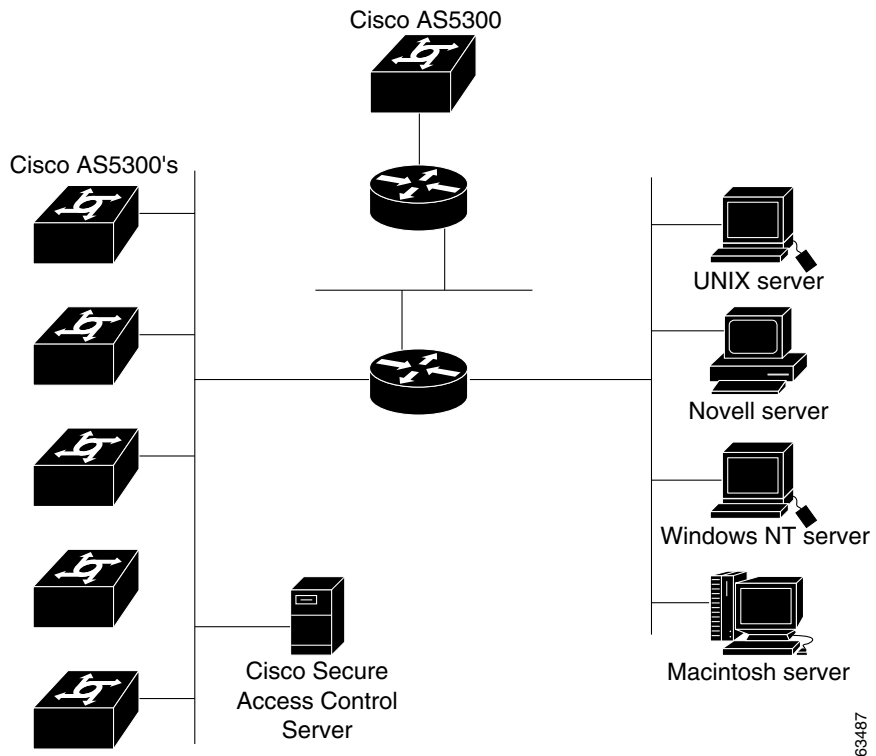 Cisco AS5300
Cisco AS5300's
UNIX server
Novell server
Windows NT server
Cisco Secure
Access Control
Server
Macintosh server
63487